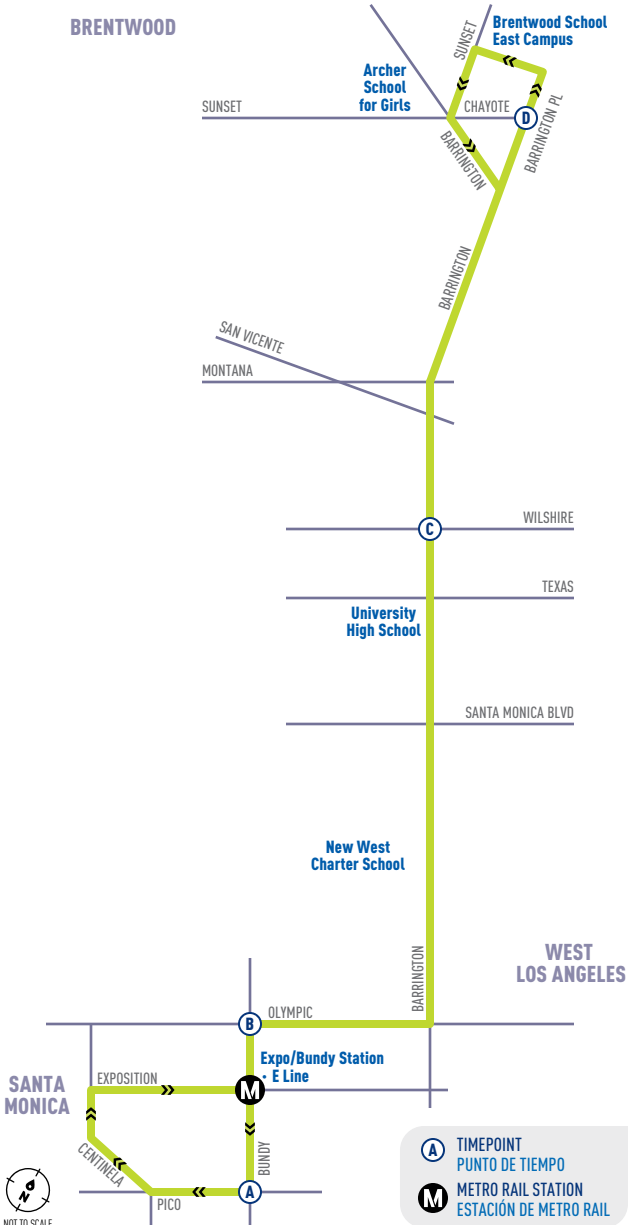 BRENTWOOD
Brentwood School
East Campus
SUNSET
Archer
School
for Girls
SUNSET
CHAYOTE
D
BARRINGTON PL
BARRINGTON
BARRINGTON
SAN VICENTE
MONTANA
WILSHIRE
C
TEXAS
University
High School
SANTA MONICA BLVD
New West
Charter School
BARRINGTON
WEST
LOS ANGELES
OLYMPIC
B
Expo/Bundy Station
• E Line
EXPOSITION
M
SANTA
MONICA
CENTINELA
BUNDY
A
PICO
N
NOT TO SCALE
A
TIMEPOINT
PUNTO DE TIEMPO
M
METRO RAIL STATION
ESTACIÓN DE METRO RAIL